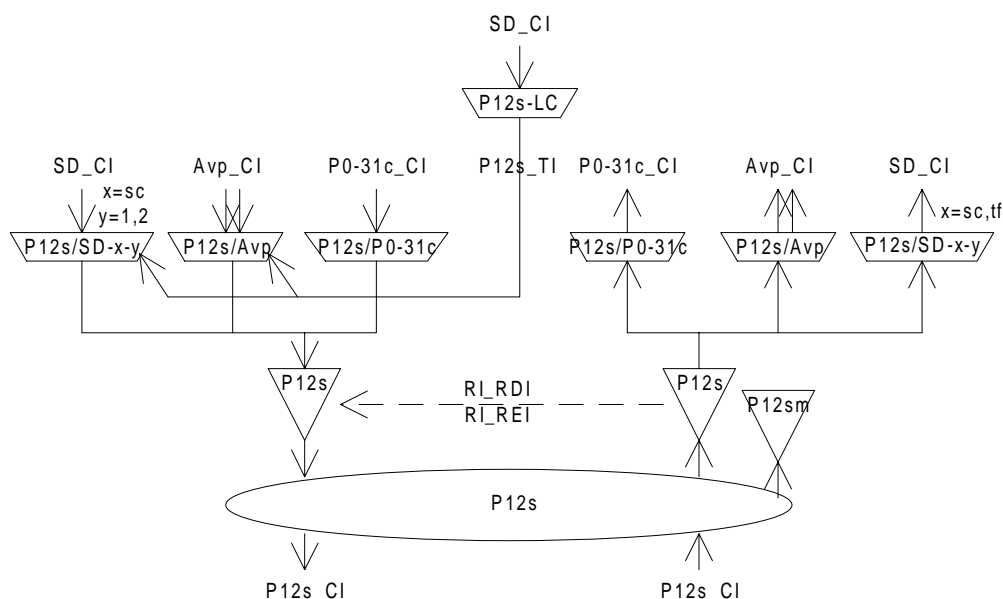 SD_CI
P12s-LC
SD_CI
Avp_CI
P0-31c_CI
P12s_TI
P0-31c_CI
Avp_CI
SD_CI
x=sc
y=1,2
x=sc,tf
P12s/SD-x-y
P12s/Avp
P12s/P0-31c
P12s/P0-31c
P12s/Avp
P12s/SD-x-y
P12s
RI_RDI
RI_REI
P12s
P12sm
P12s
P12s_CI
P12s_CI